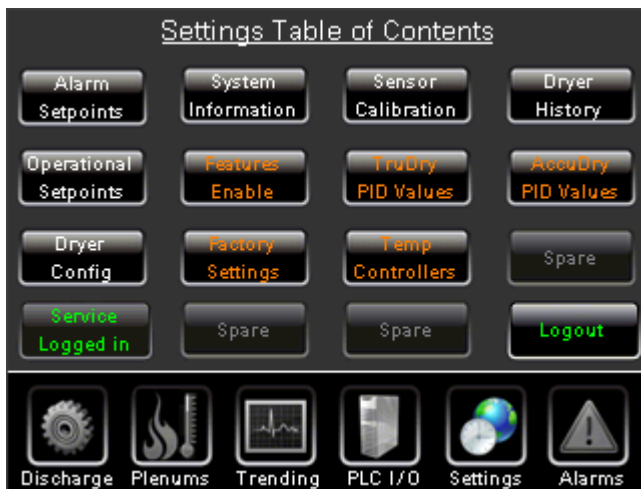 Settings Table of Contents
Alarm
Setpoints
System
Information
Sensor
Calibration
Dryer
History
Operational
Setpoints
Features
Enable
TruDry
PID Values
AccuDry
PID Values
Dryer
Config
Factory
Settings
Temp
Controllers
Spare
Service
Logged in
Spare
Spare
Logout
Discharge
Plenums
Trending
PLC I/O
Settings
Alarms